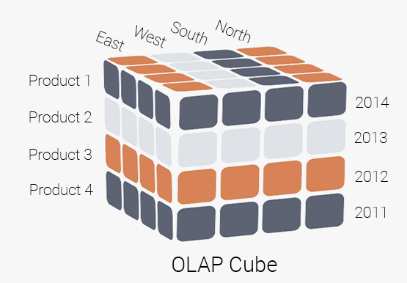 East West South North
Product 1
2014
Product 2
2013
Product 3
2012
Product 4
2011
OLAP Cube